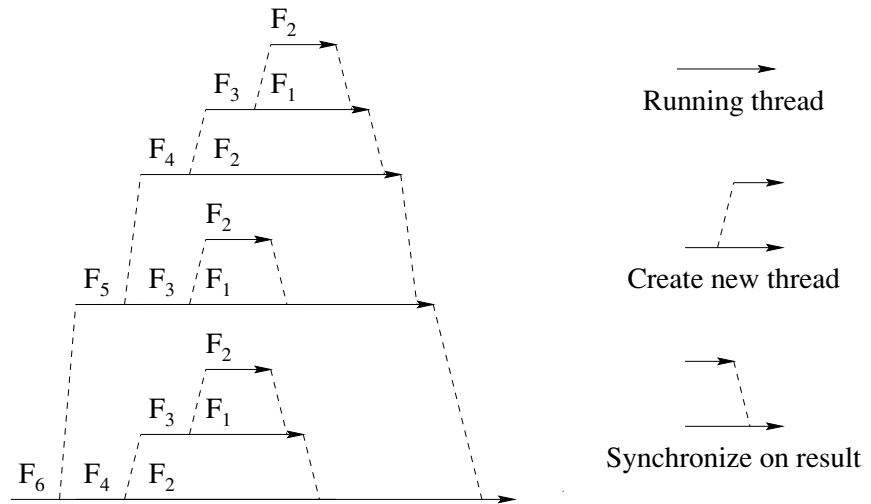 F₂
F₃ F₁
F₄ F₂
F₂
F₅ F₃ F₁
F₂
F₃ F₁
F₆ F₄ F₂
Running thread
Create new thread
Synchronize on result